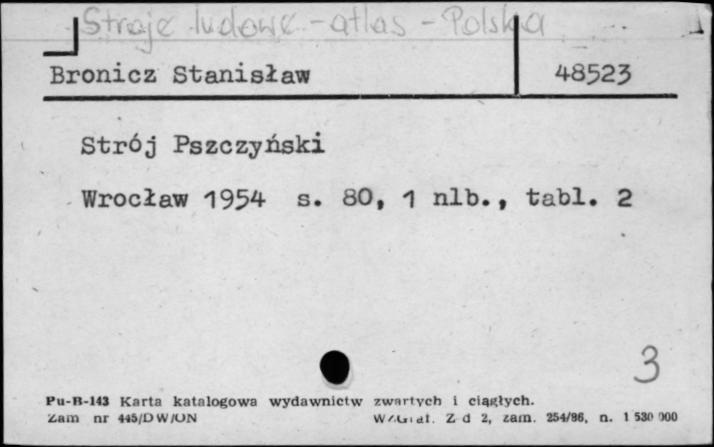 Stroje ludowe - atlas - Polska
Bronicz Stanisław 48523
Strój Pszczyński
Wrocław 1954 s. 80, 1 nlb., tabl. 2
3
Pu-B-143 Karta katalogowa wydawnictw zwartych i ciągłych.
Zam nr 445/DW/ON WZGraf. Z d 2, zam. 254/86, n. 1 530 000